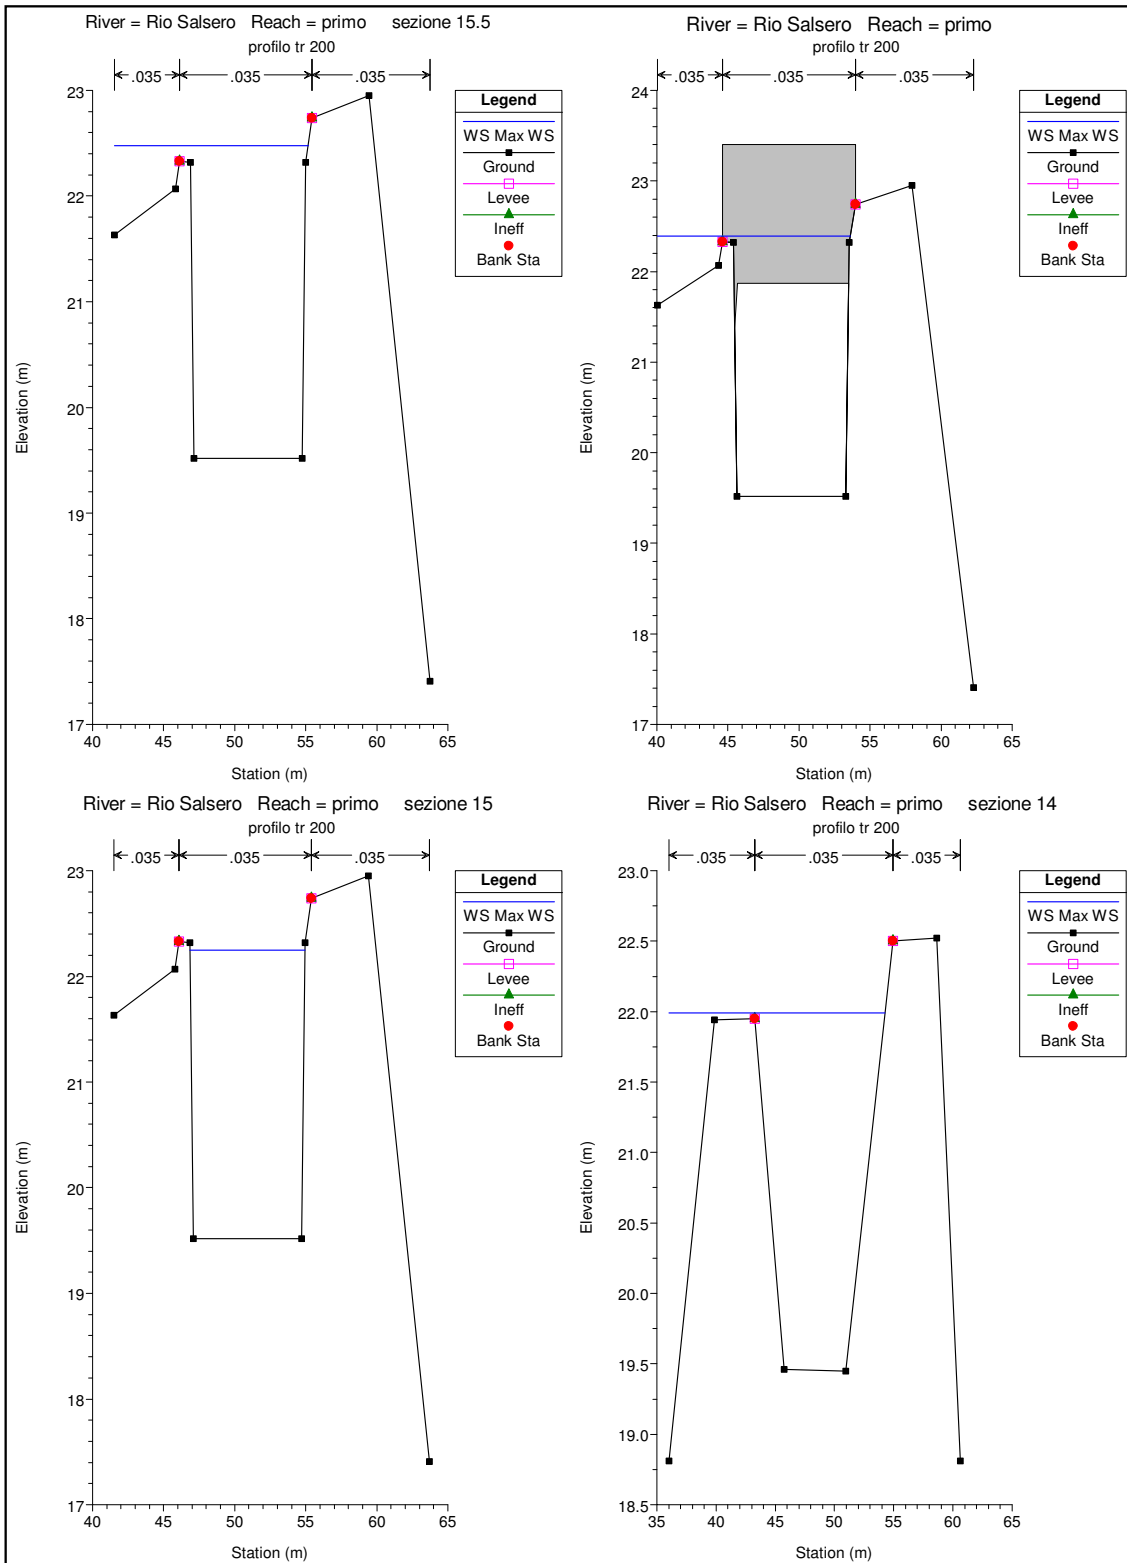 River = Rio Salsero Reach = primo sezione 15.5
profilo tr 200
.035 .035 .035
Legend
WS Max WS
Ground
Levee
Ineff
Bank Sta
23
22
21
20
19
18
17
Elevation (m)
40 45 50 55 60 65
Station (m)
River = Rio Salsero Reach = primo
profilo tr 200
.035 .035 .035
Legend
WS Max WS
Ground
Levee
Ineff
Bank Sta
24
23
22
21
20
19
18
17
Elevation (m)
40 45 50 55 60 65
Station (m)
River = Rio Salsero Reach = primo sezione 15
profilo tr 200
.035 .035 .035
Legend
WS Max WS
Ground
Levee
Ineff
Bank Sta
23
22
21
20
19
18
17
Elevation (m)
40 45 50 55 60 65
Station (m)
River = Rio Salsero Reach = primo sezione 14
profilo tr 200
.035 .035 .035
Legend
WS Max WS
Ground
Levee
Ineff
Bank Sta
23.0
22.5
22.0
21.5
21.0
20.5
20.0
19.5
19.0
18.5
Elevation (m)
35 40 45 50 55 60 65
Station (m)